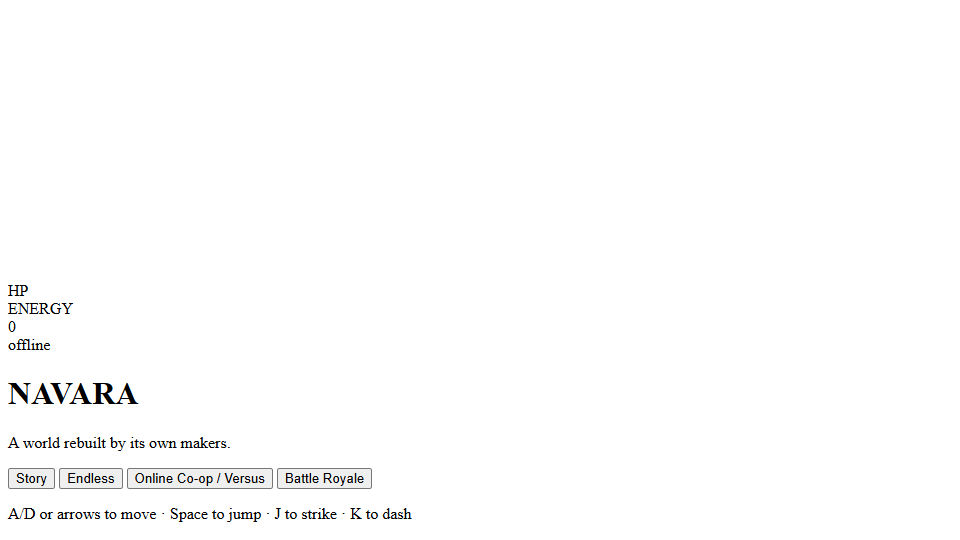 HP
ENERGY
0
offline
NAVARA
A world rebuilt by its own makers.
Story Endless Online Co-op / Versus Battle Royale
A/D or arrows to move · Space to jump · J to strike · K to dash